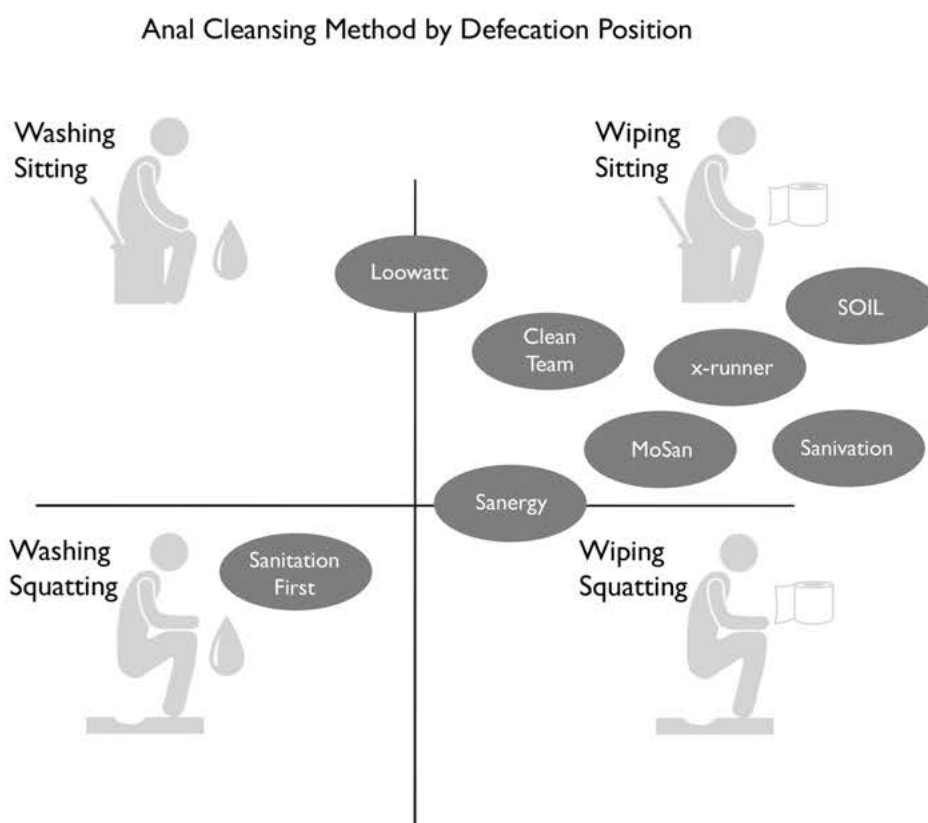 Anal Cleansing Method by Defecation Position
Washing
Sitting
Wiping
Sitting
Loowatt
SOIL
Clean
Team
x-runner
MoSan
Sanivation
Sanergy
Washing
Squatting
Sanitation
First
Wiping
Squatting